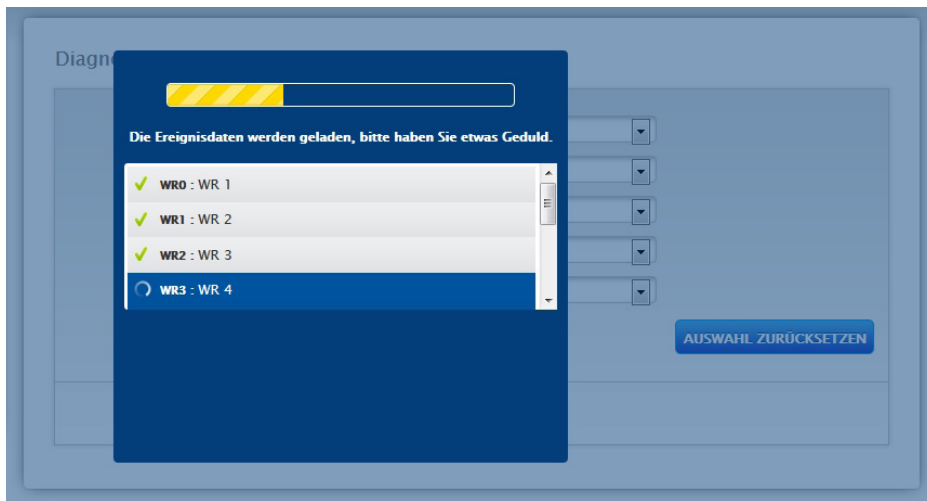 Diagn
Die Ereignisdaten werden geladen, bitte haben Sie etwas Geduld.
WR0 : WR 1
WR1 : WR 2
WR2 : WR 3
WR3 : WR 4
AUSWAHL ZURÜCKSETZEN